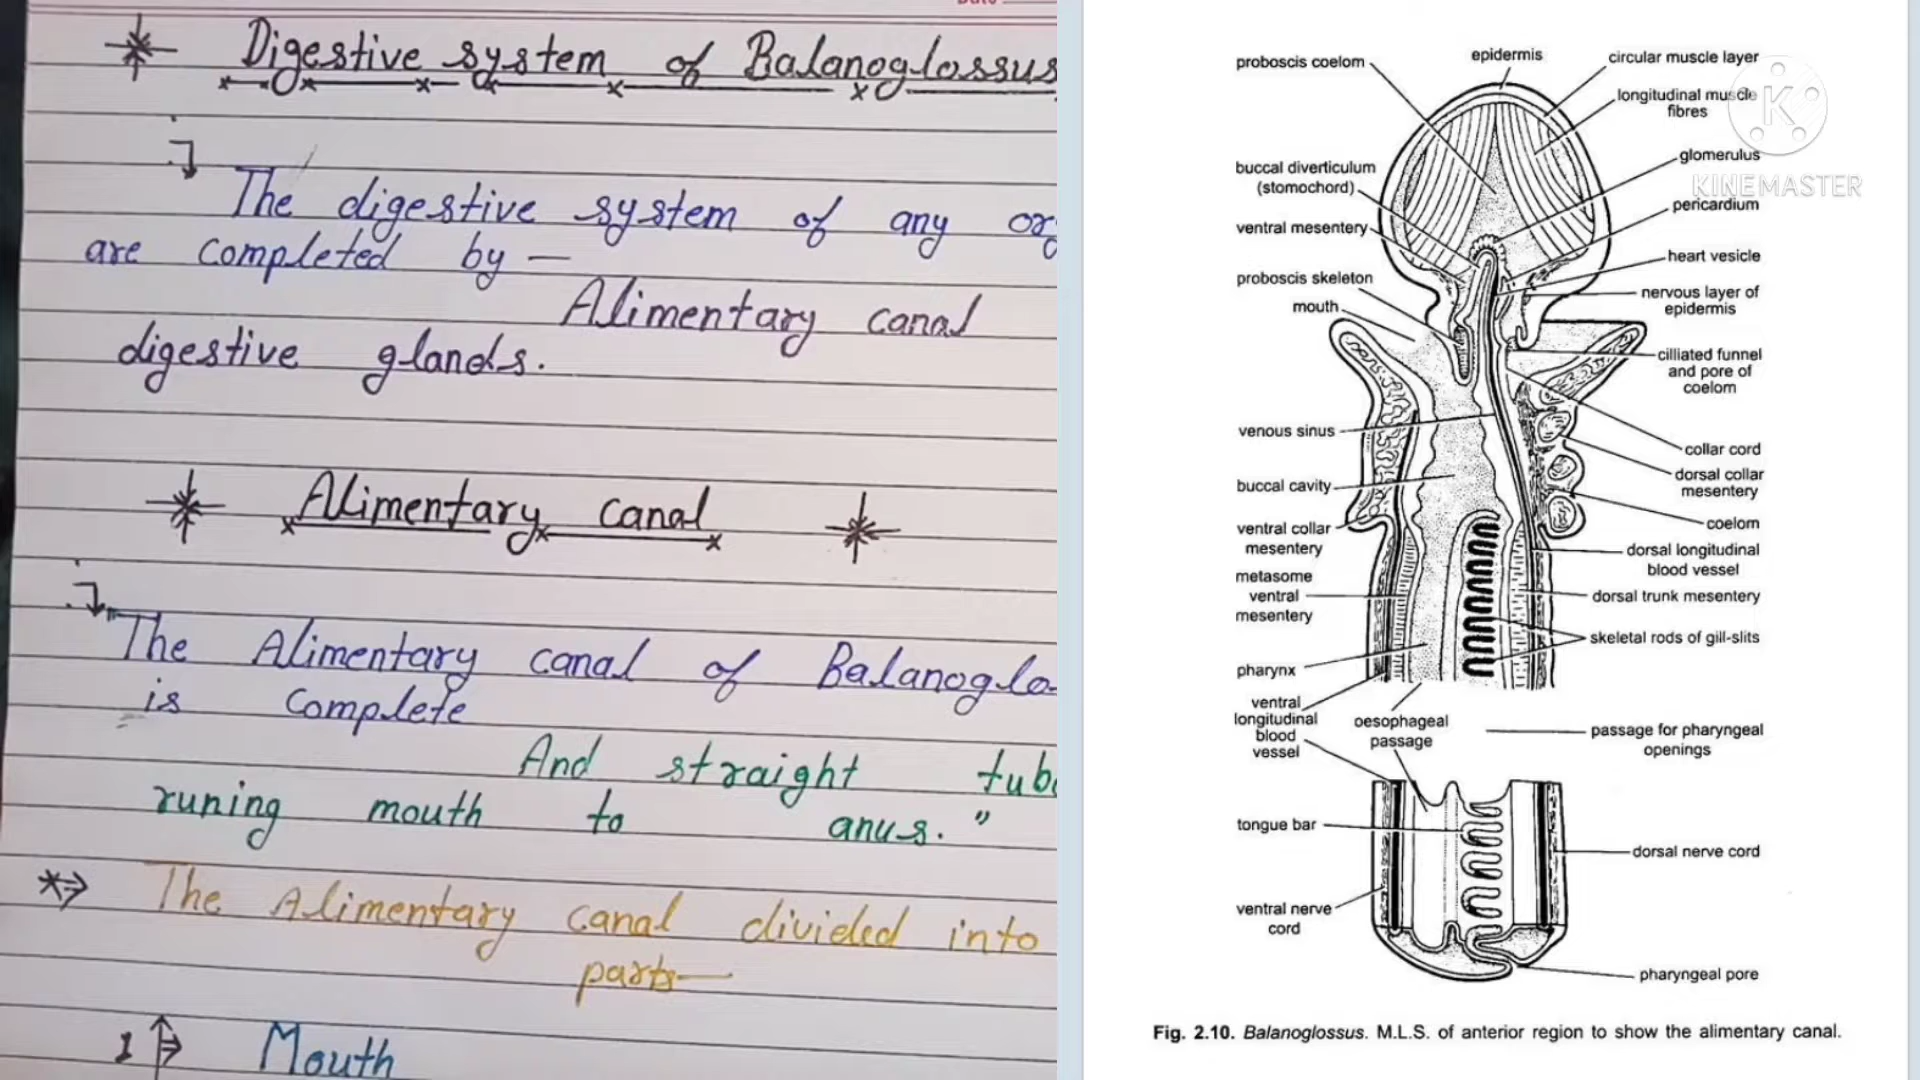 Digestive system of Balanoglossus
The digestive system of any
are completed by —
Alimentary canal
digestive glands.
Alimentary canal
The Alimentary canal of Balanoglo
is complete
And straight tub
runing mouth to anus."
The Alimentary canal divided into
parts—
1 Mouth
proboscis coelom
epidermis
circular muscle layer
longitudinal muscle
fibres
glomerulus
KINEMASTER
pericardium
heart vesicle
nervous layer of
epidermis
cilliated funnel
and pore of
coelom
collar cord
dorsal collar
mesentery
coelom
dorsal longitudinal
blood vessel
dorsal trunk mesentery
skeletal rods of gill-slits
passage for pharyngeal
openings
dorsal nerve cord
pharyngeal pore
buccal diverticulum
(stomochord)
ventral mesentery
proboscis skeleton
mouth
venous sinus
buccal cavity
ventral collar
mesentery
metasome
ventral
mesentery
pharynx
ventral
longitudinal
blood
vessel
oesophageal
passage
tongue bar
ventral nerve
cord
Fig. 2.10. Balanoglossus. M.L.S. of anterior region to show the alimentary canal.